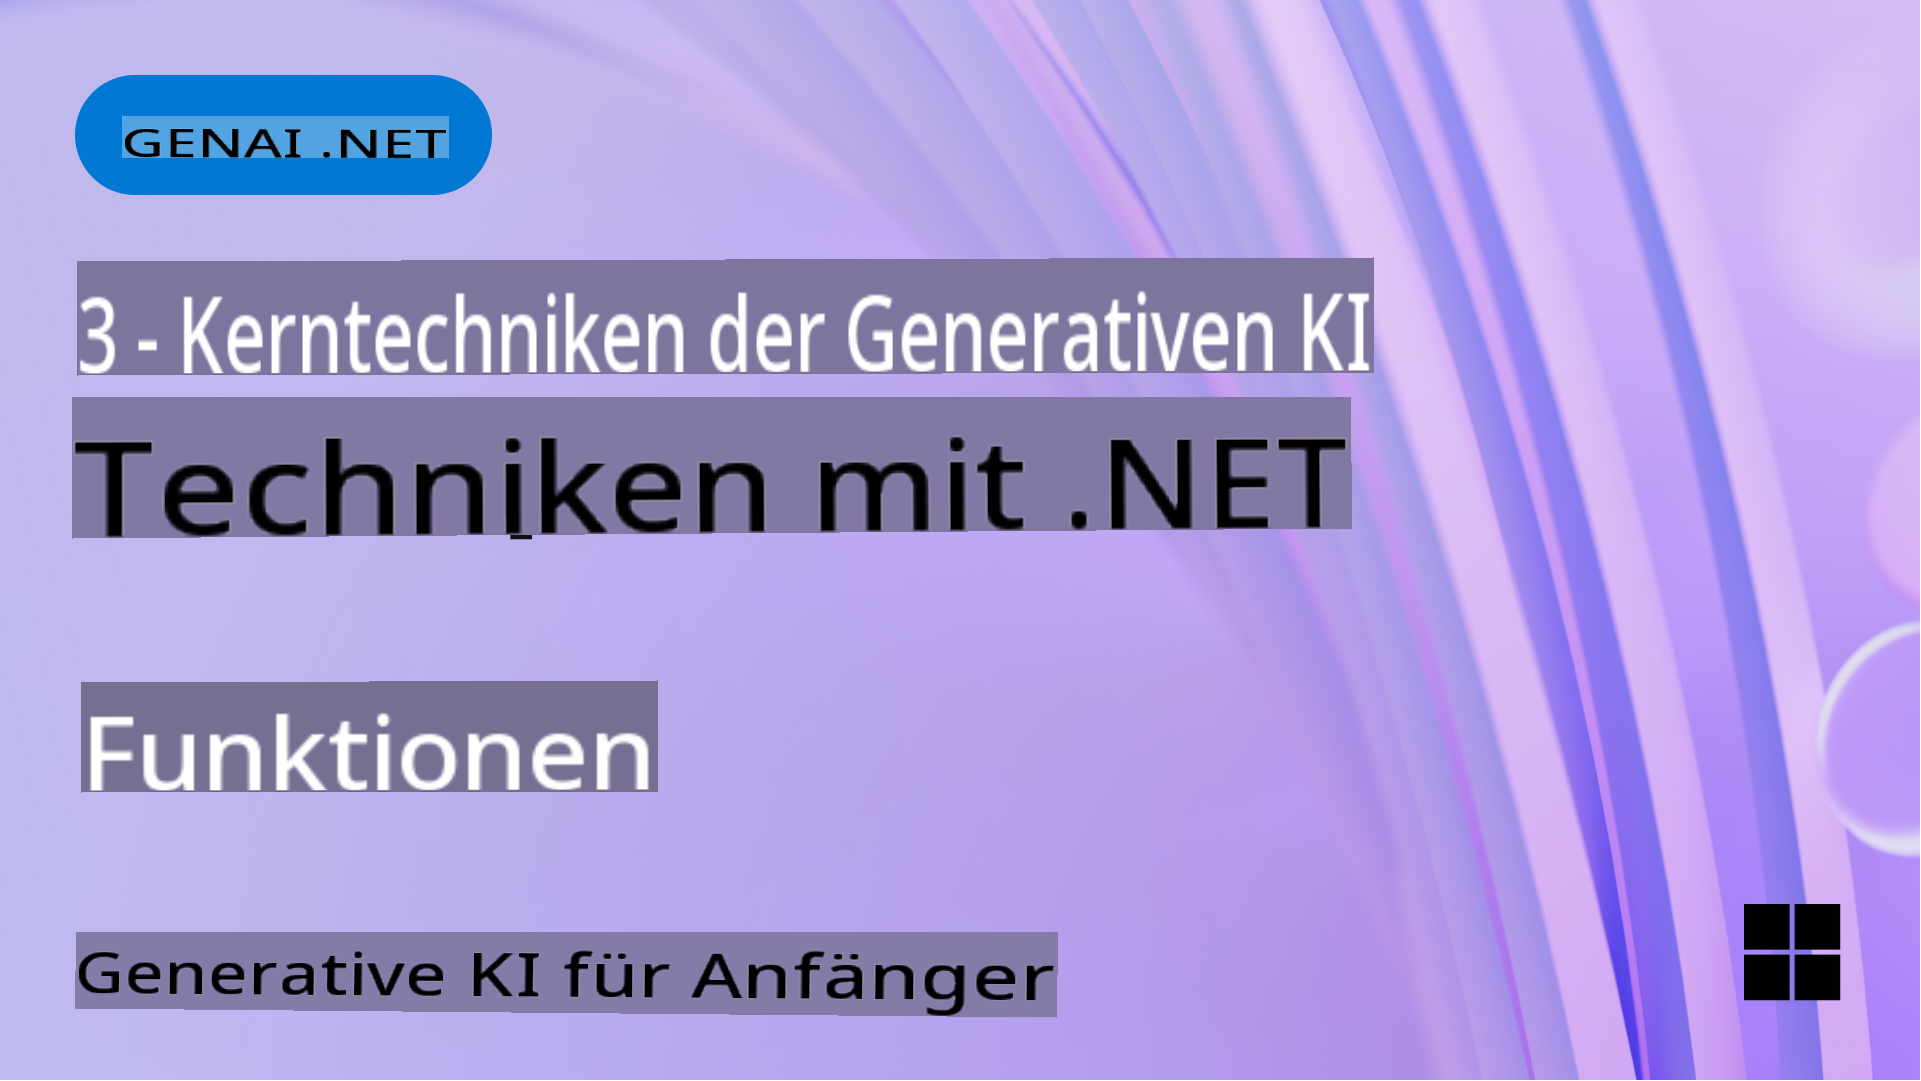 GENAI .NET
3 - Kerntechniken der Generativen KI
Techniken mit .NET
Funktionen
Generative KI für Anfänger